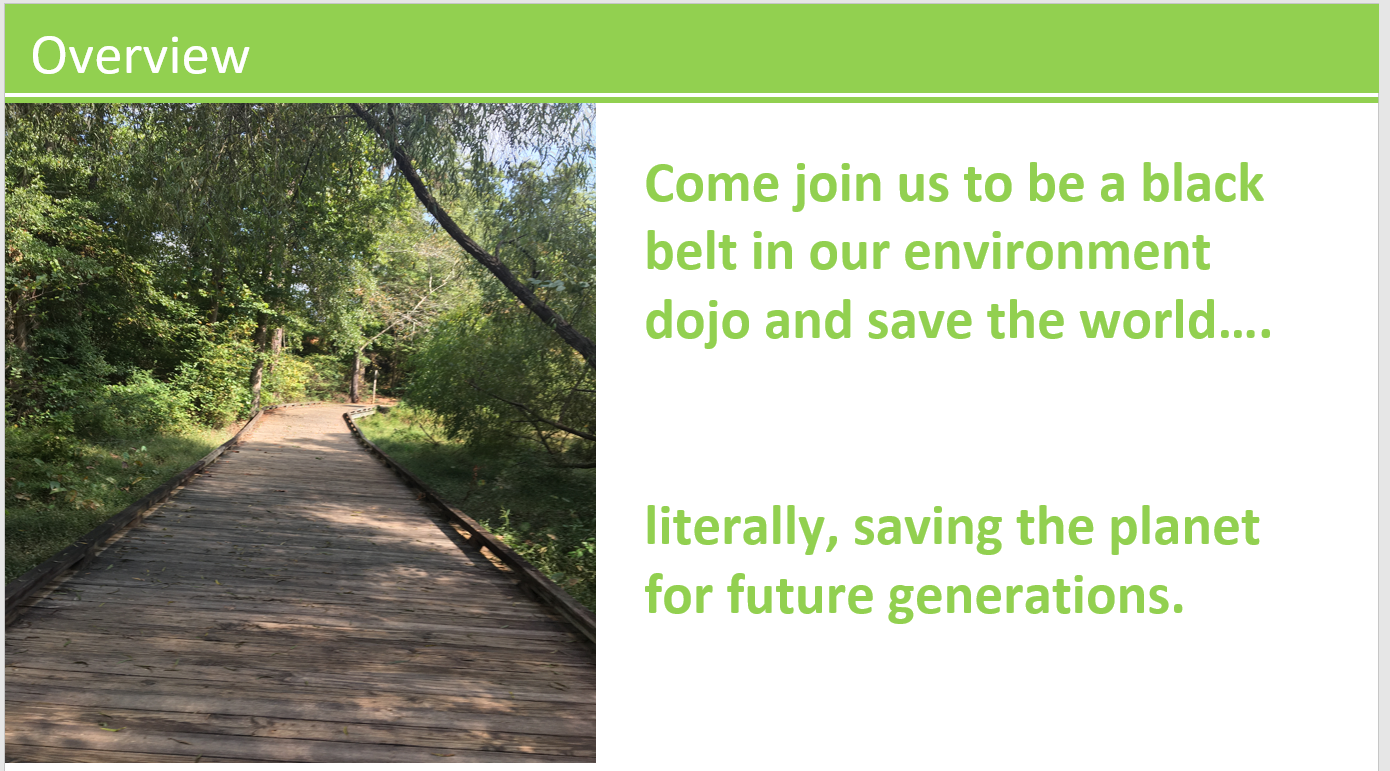 Overview
Come join us to be a black
belt in our environment
dojo and save the world....
literally, saving the planet
for future generations.